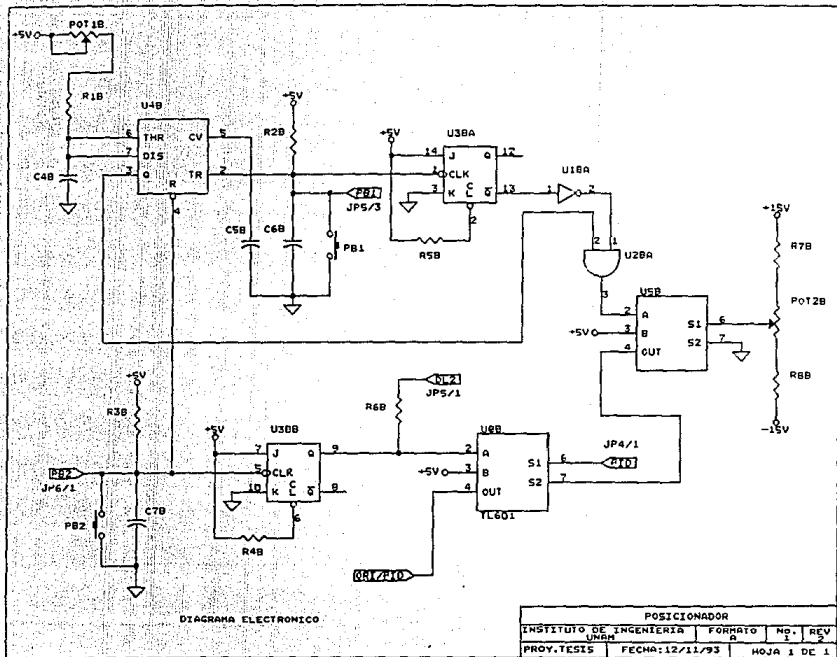 POT1B
+5V
R1B
U4B
6 THR CV 5
7 DIS
3 Q TR 2
R
4
C4B
+5V
R2B
C5B
C6B
PB1
JP5/3
PB1
+5V
U3BA
14 J Q 12
1 CLK
3 K C L Q 13
2
R5B
U1BA
1 2
2 1
U2BA
3
U5B
2 A S1 6
+5V 3 B S2 7
4 OUT
+15V
R7B
POT2B
R8B
-15V
+5V
R3B
PB2
JP6/1
PB2
C7B
+5V
U3BB
7 J Q 9
5 CLR
10 K C L Q 8
6
R4B
R6B
DL2
JP5/1
2 A S1 6
+5V 3 B S2 7
4 OUT
TL601
JP4/1
PID
DIAGRAMA ELECTRONICO
POSICIONADOR
INSTITUTO DE INGENIERIA UNAM
FORMATO A
NO. 1
REV 2
PROY.TESIS
FECHA:12/11/93
HOJA 1 DE 1